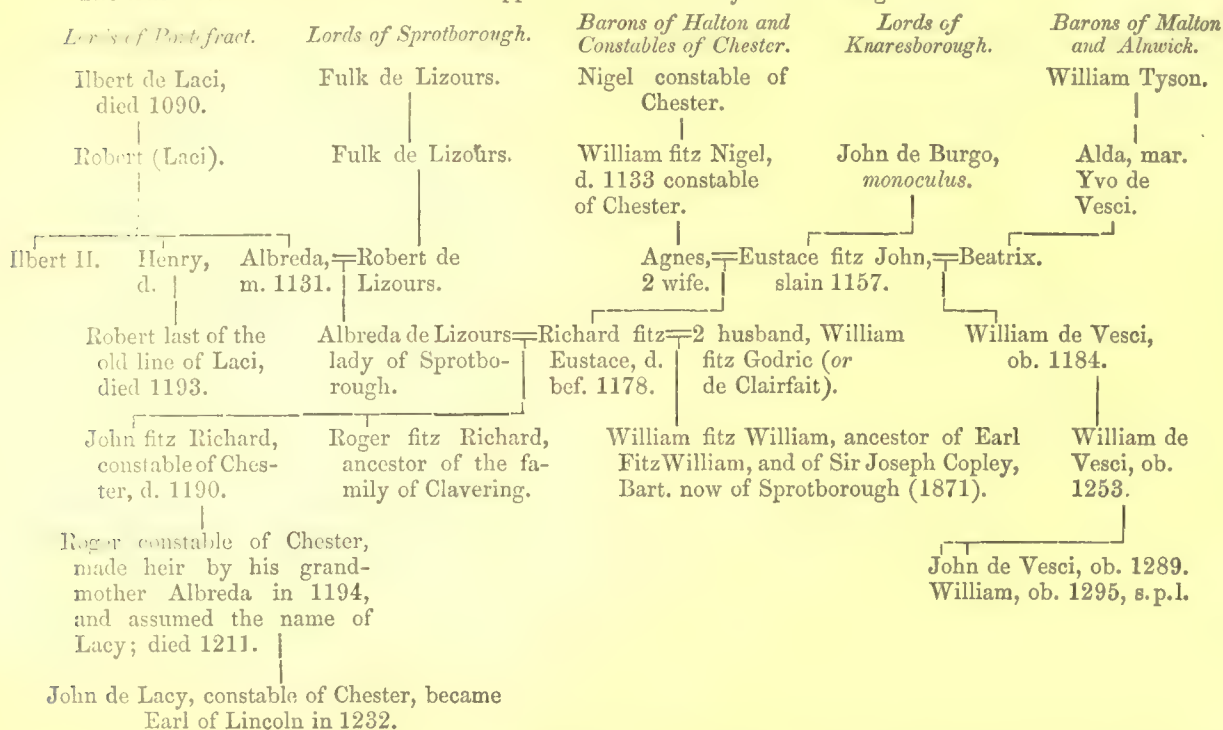 Lords of Pontefract.
Lords of Sprotborough.
Barons of Halton and
Constables of Chester.
Lords of
Knaresborough.
Barons of Malton
and Alnwick.
Ilbert de Laci,
died 1090.
Fulk de Lizours.
Nigel constable of
Chester.
William Tyson.
Robert (Laci).
Fulk de Lizours.
William fitz Nigel,
d. 1133 constable
of Chester.
John de Burgo,
monoculus.
Alda, mar.
Yvo de
Vesci.
Ilbert II.
Henry,
d.
Albreda,
m. 1131.
Robert de
Lizours.
Agnes,
2 wife.
Eustace fitz John,
slain 1157.
Beatrix.
Robert last of the
old line of Laci,
died 1193.
Albreda de Lizours
lady of Sprotbo-
rough.
Richard fitz
Eustace, d.
bef. 1178.
2 husband, William
fitz Godric (or
de Clairfait).
William de Vesci,
ob. 1184.
John fitz Richard,
constable of Ches-
ter, d. 1190.
Roger fitz Richard,
ancestor of the fa-
mily of Clavering.
William fitz William, ancestor of Earl
FitzWilliam, and of Sir Joseph Copley,
Bart. now of Sprotborough (1871).
William de
Vesci, ob.
1253.
Roger constable of Chester,
made heir by his grand-
mother Albreda in 1194,
and assumed the name of
Lacy; died 1211.
John de Vesci, ob. 1289.
William, ob. 1295, s.p.l.
John de Lacy, constable of Chester, became
Earl of Lincoln in 1232.